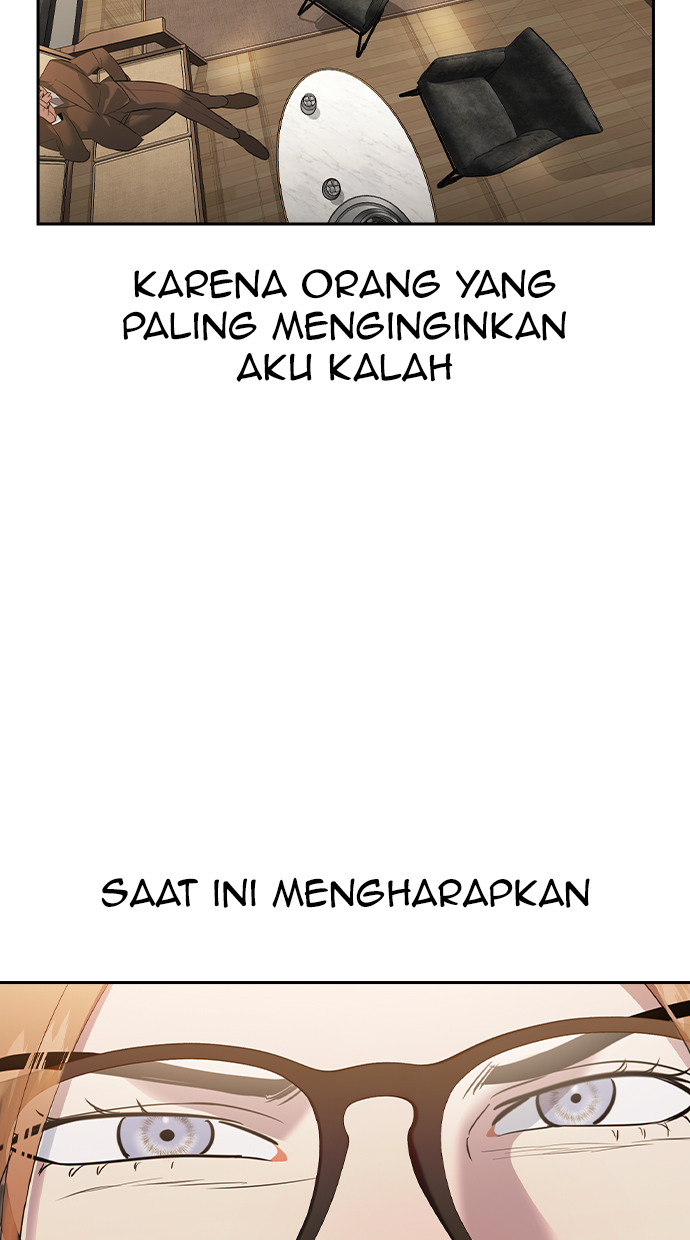 KARENA ORANG YANG
PALING MENGINGINKAN
AKU KALAH
SAAT INI MENGHARAPKAN